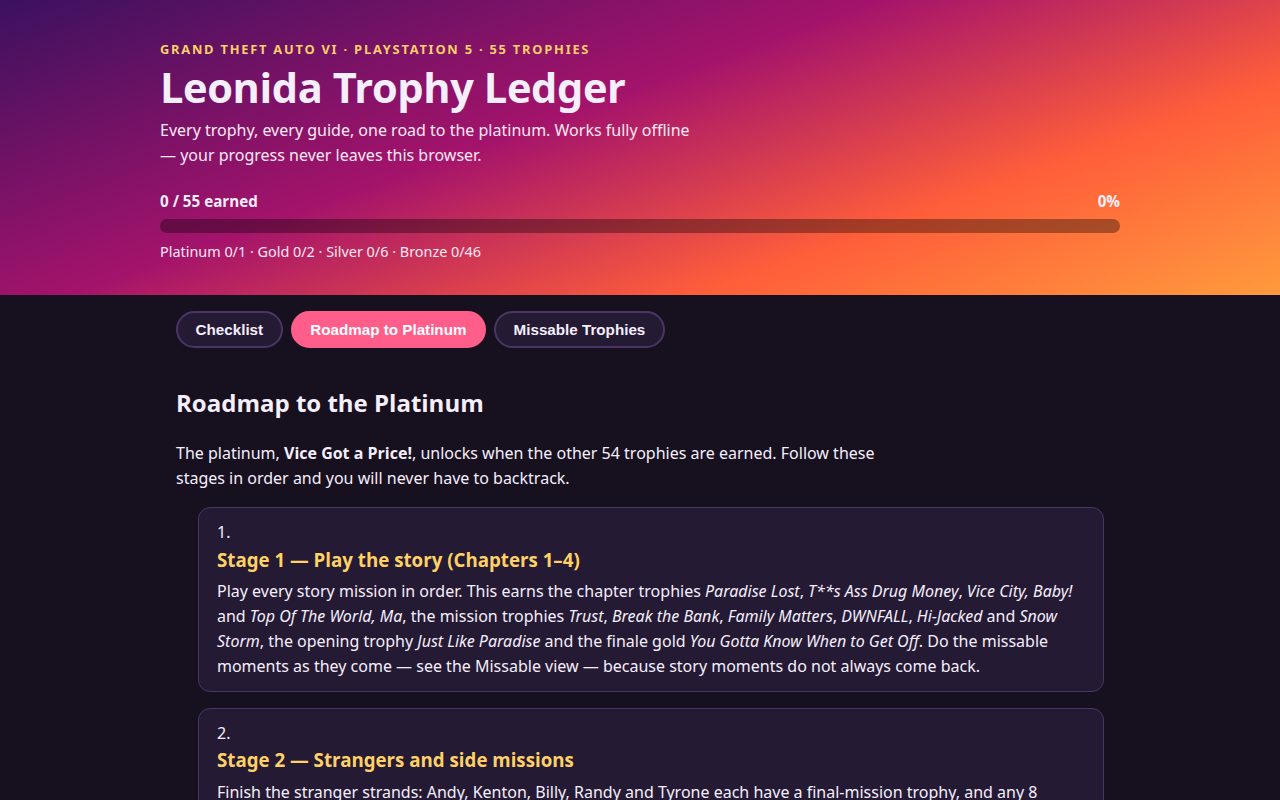 GRAND THEFT AUTO VI · PLAYSTATION 5 · 55 TROPHIES
Leonida Trophy Ledger
Every trophy, every guide, one road to the platinum. Works fully offline
— your progress never leaves this browser.
0 / 55 earned
0%
Platinum 0/1 · Gold 0/2 · Silver 0/6 · Bronze 0/46
Checklist
Roadmap to Platinum
Missable Trophies
Roadmap to the Platinum
The platinum, Vice Got a Price!, unlocks when the other 54 trophies are earned. Follow these
stages in order and you will never have to backtrack.
1.
Stage 1 — Play the story (Chapters 1–4)
Play every story mission in order. This earns the chapter trophies Paradise Lost, T**s Ass Drug Money, Vice City, Baby!
and Top Of The World, Ma, the mission trophies Trust, Break the Bank, Family Matters, DWNFALL, Hi-Jacked and Snow
Storm, the opening trophy Just Like Paradise and the finale gold You Gotta Know When to Get Off. Do the missable
moments as they come — see the Missable view — because story moments do not always come back.
2.
Stage 2 — Strangers and side missions
Finish the stranger strands: Andy, Kenton, Billy, Randy and Tyrone each have a final-mission trophy, and any 8